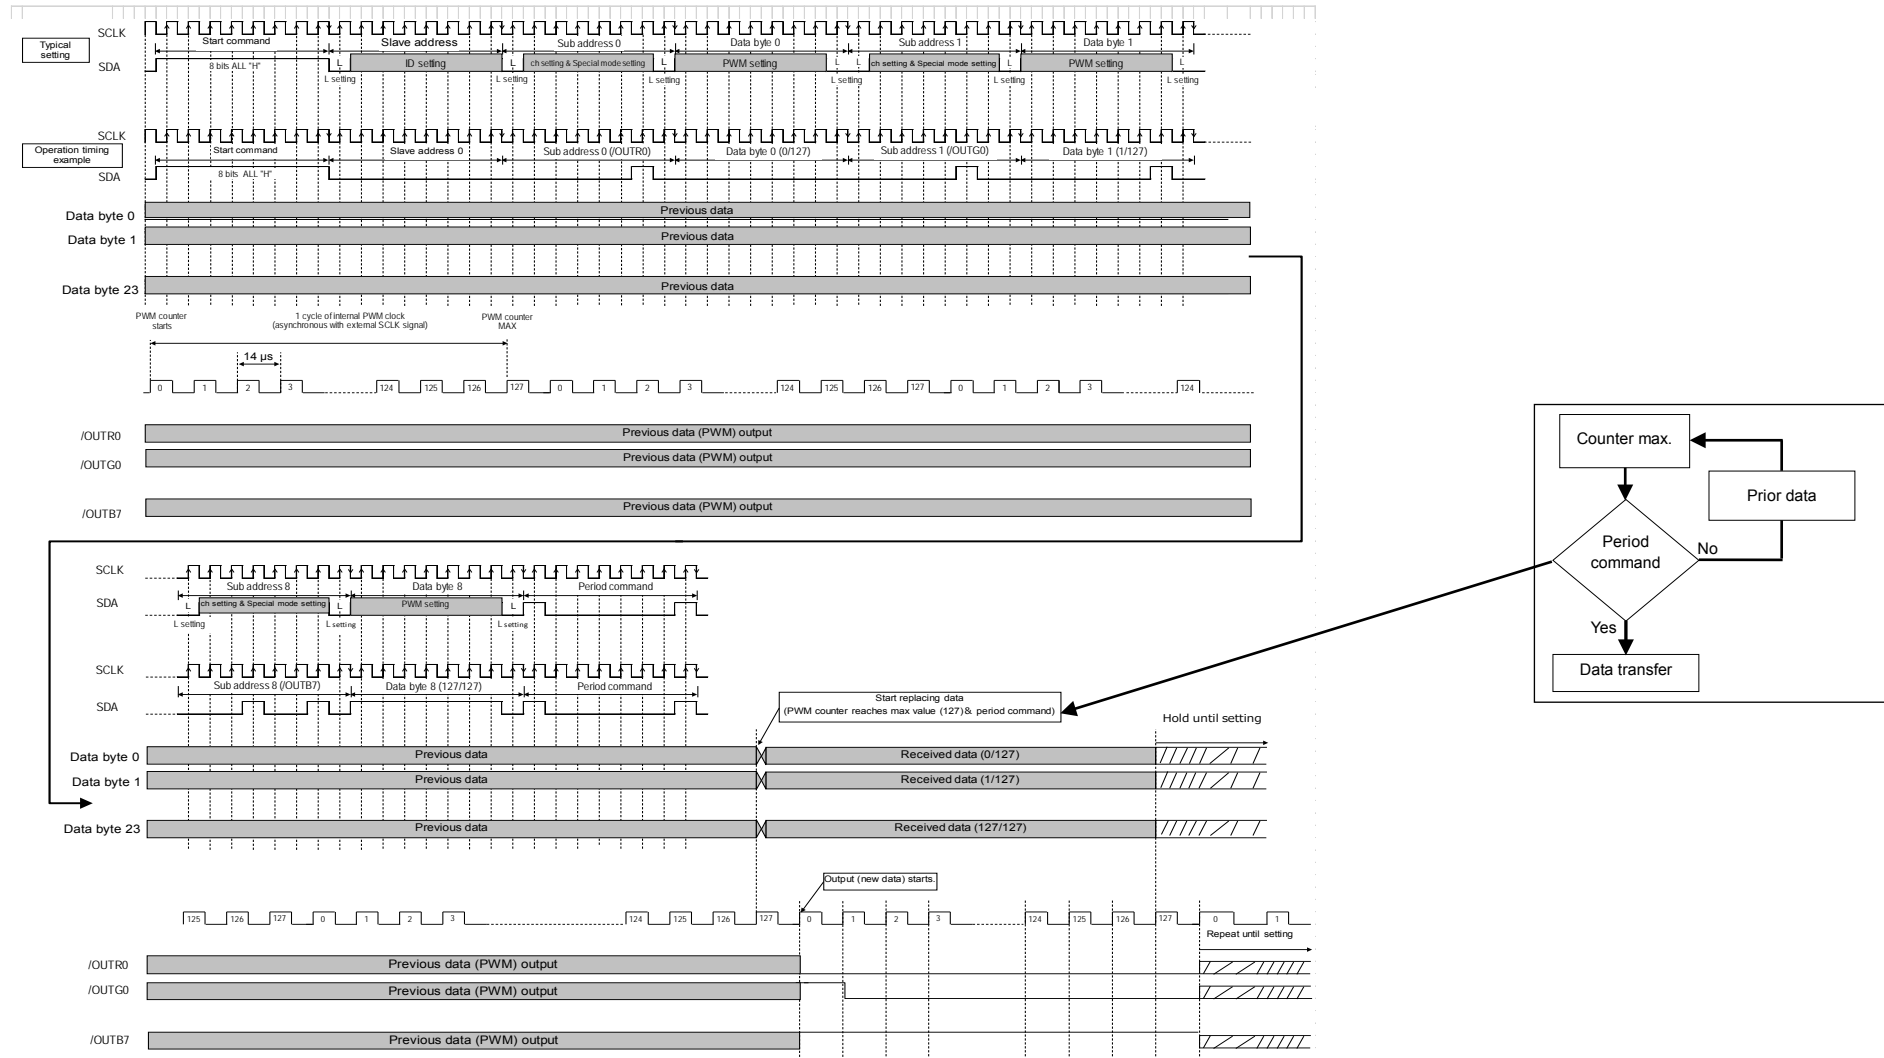 SCLK
Typical
setting
Start command
Slave address
Sub address 0
Data byte 0
Sub address 1
Data byte 1
SDA
8 bits ALL "H"
L
ID setting
L
ch setting & Special mode setting
L
PWM setting
L
L
ch setting & Special mode setting
L
PWM setting
L
L setting
L setting
L setting
L setting
L setting
L setting
SCLK
Operation timing
example
Start command
Slave address 0
Sub address 0 (/OUTR0)
Data byte 0 (0/127)
Sub address 1 (/OUTG0)
Data byte 1 (1/127)
SDA
8 bits ALL "H"
Data byte 0
Previous data
Data byte 1
Previous data
Data byte 23
Previous data
PWM counter
starts
1 cycle of internal PWM clock
(asynchronous with external SCLK signal)
PWM counter
MAX
14 µs
0 1 2 3 124 125 126 127 0 1 2 3 124 125 126 127 0 1 2 3 124
/OUTR0
Previous data (PWM) output
/OUTG0
Previous data (PWM) output
/OUTB7
Previous data (PWM) output
Counter max.
Prior data
Period
command
No
Yes
Data transfer
SCLK
Sub address 8
Data byte 8
Period command
SDA
L
ch setting & Special mode setting
L
PWM setting
L
L setting
L setting
L setting
SCLK
Sub address 8 (/OUTB7)
Data byte 8 (127/127)
Period command
SDA
Start replacing data
(PWM counter reaches max value (127) & period command)
Hold until setting
Data byte 0
Previous data
Received data (0/127)
Data byte 1
Previous data
Received data (1/127)
Data byte 23
Previous data
Received data (127/127)
Output (new data) starts.
125 126 127 0 1 2 3 124 125 126 127 0 1 2 3 124 125 126 127 0 1
Repeat until setting
/OUTR0
Previous data (PWM) output
/OUTG0
Previous data (PWM) output
/OUTB7
Previous data (PWM) output